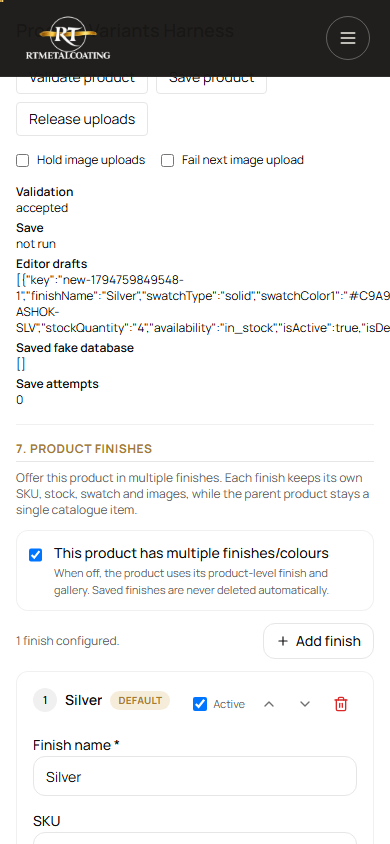 Product Variants Harness
RT
RTMETALCOATING
Validate product
Save product
Release uploads
Hold image uploads
Fail next image upload
Validation
accepted
Save
not run
Editor drafts
[{"key":"new-1794759849548-
1","finishName":"Silver","swatchType":"solid","swatchColor1":"#C9A9
ASHOK-
SLV","stockQuantity":"4","availability":"in_stock","isActive":true,"isDe
Saved fake database
[]
Save attempts
0
7. PRODUCT FINISHES
Offer this product in multiple finishes. Each finish keeps its own
SKU, stock, swatch and images, while the parent product stays a
single catalogue item.
This product has multiple finishes/colours
When off, the product uses its product-level finish and
gallery. Saved finishes are never deleted automatically.
1 finish configured.
+ Add finish
1 Silver DEFAULT
Active
Finish name *
Silver
SKU